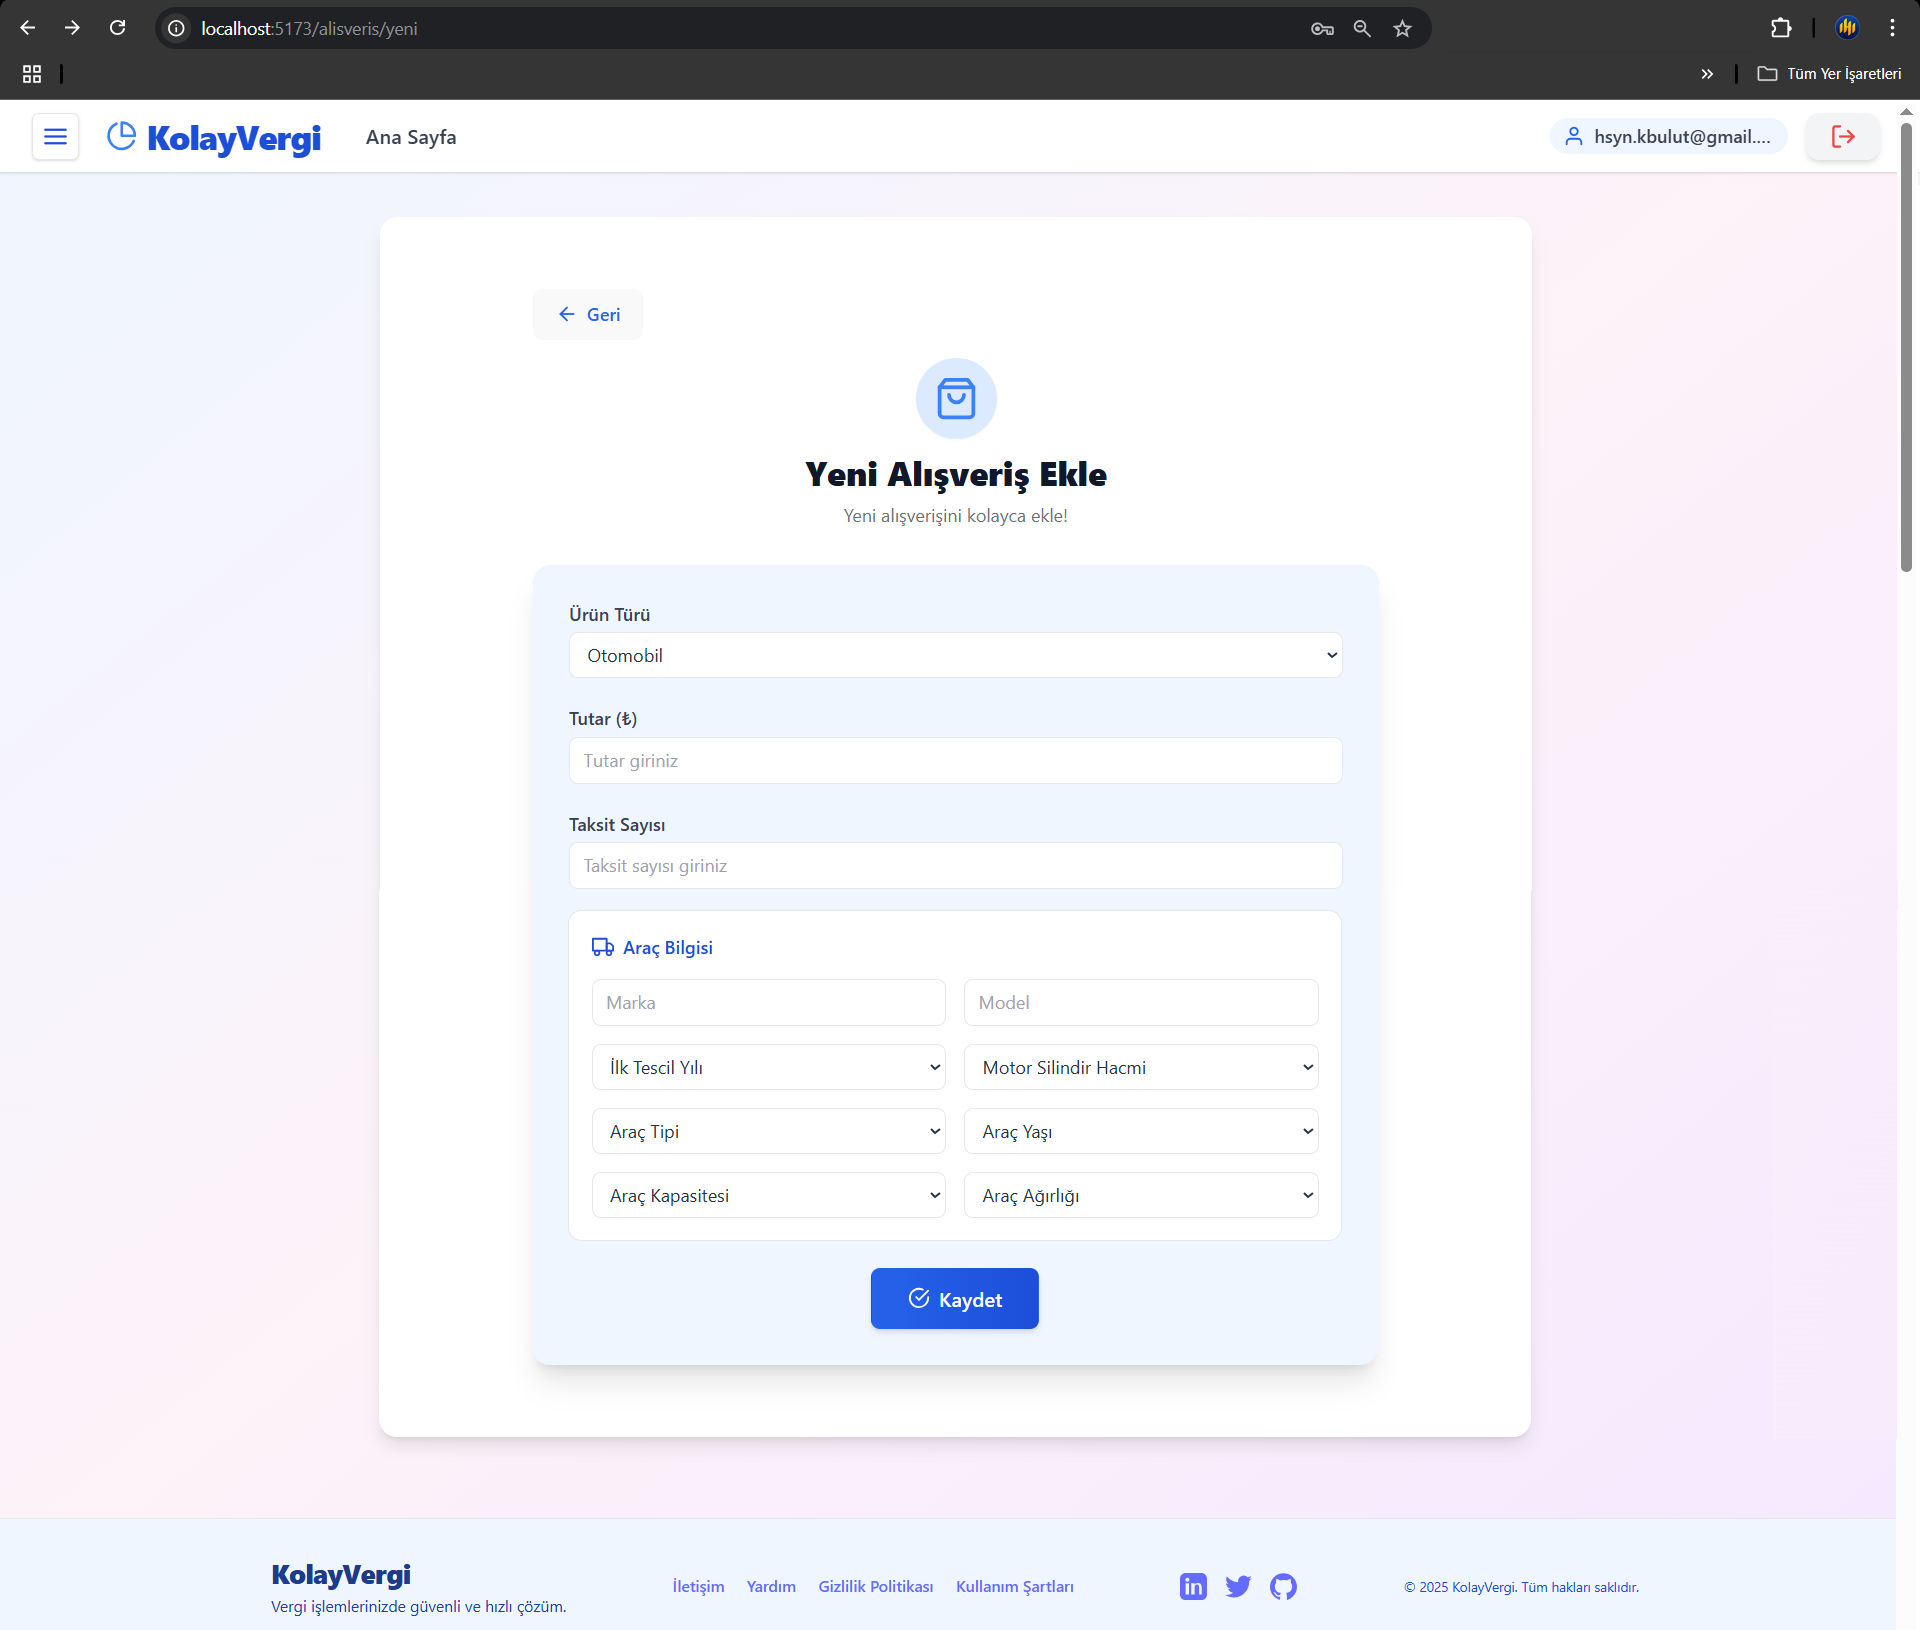 localhost:5173/alisveris/yeni
Tüm Yer İşaretleri
KolayVergi
Ana Sayfa
hsyn.kbulut@gmail....
Geri
Yeni Alışveriş Ekle
Yeni alışverişini kolayca ekle!
Ürün Türü
Otomobil
Tutar (₺)
Tutar giriniz
Taksit Sayısı
Taksit sayısı giriniz
Araç Bilgisi
Marka
Model
İlk Tescil Yılı
Motor Silindir Hacmi
Araç Tipi
Araç Yaşı
Araç Kapasitesi
Araç Ağırlığı
Kaydet
KolayVergi
Vergi işlemlerinizde güvenli ve hızlı çözüm.
İletişim
Yardım
Gizlilik Politikası
Kullanım Şartları
in
© 2025 KolayVergi. Tüm hakları saklıdır.